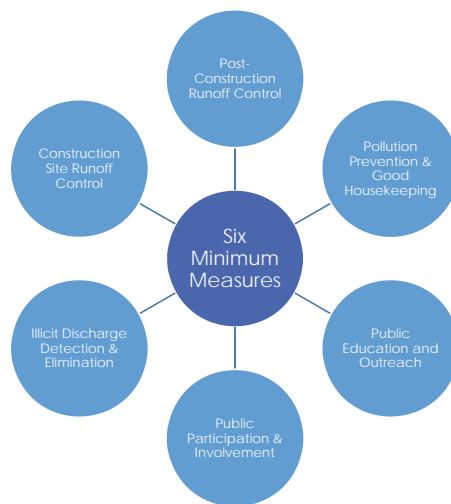 Post-
Construction
Runoff Control
Construction
Site Runoff
Control
Pollution
Prevention &
Good
Housekeeping
Six
Minimum
Measures
Illicit Discharge
Detection &
Elimination
Public
Education and
Outreach
Public
Participation &
Involvement